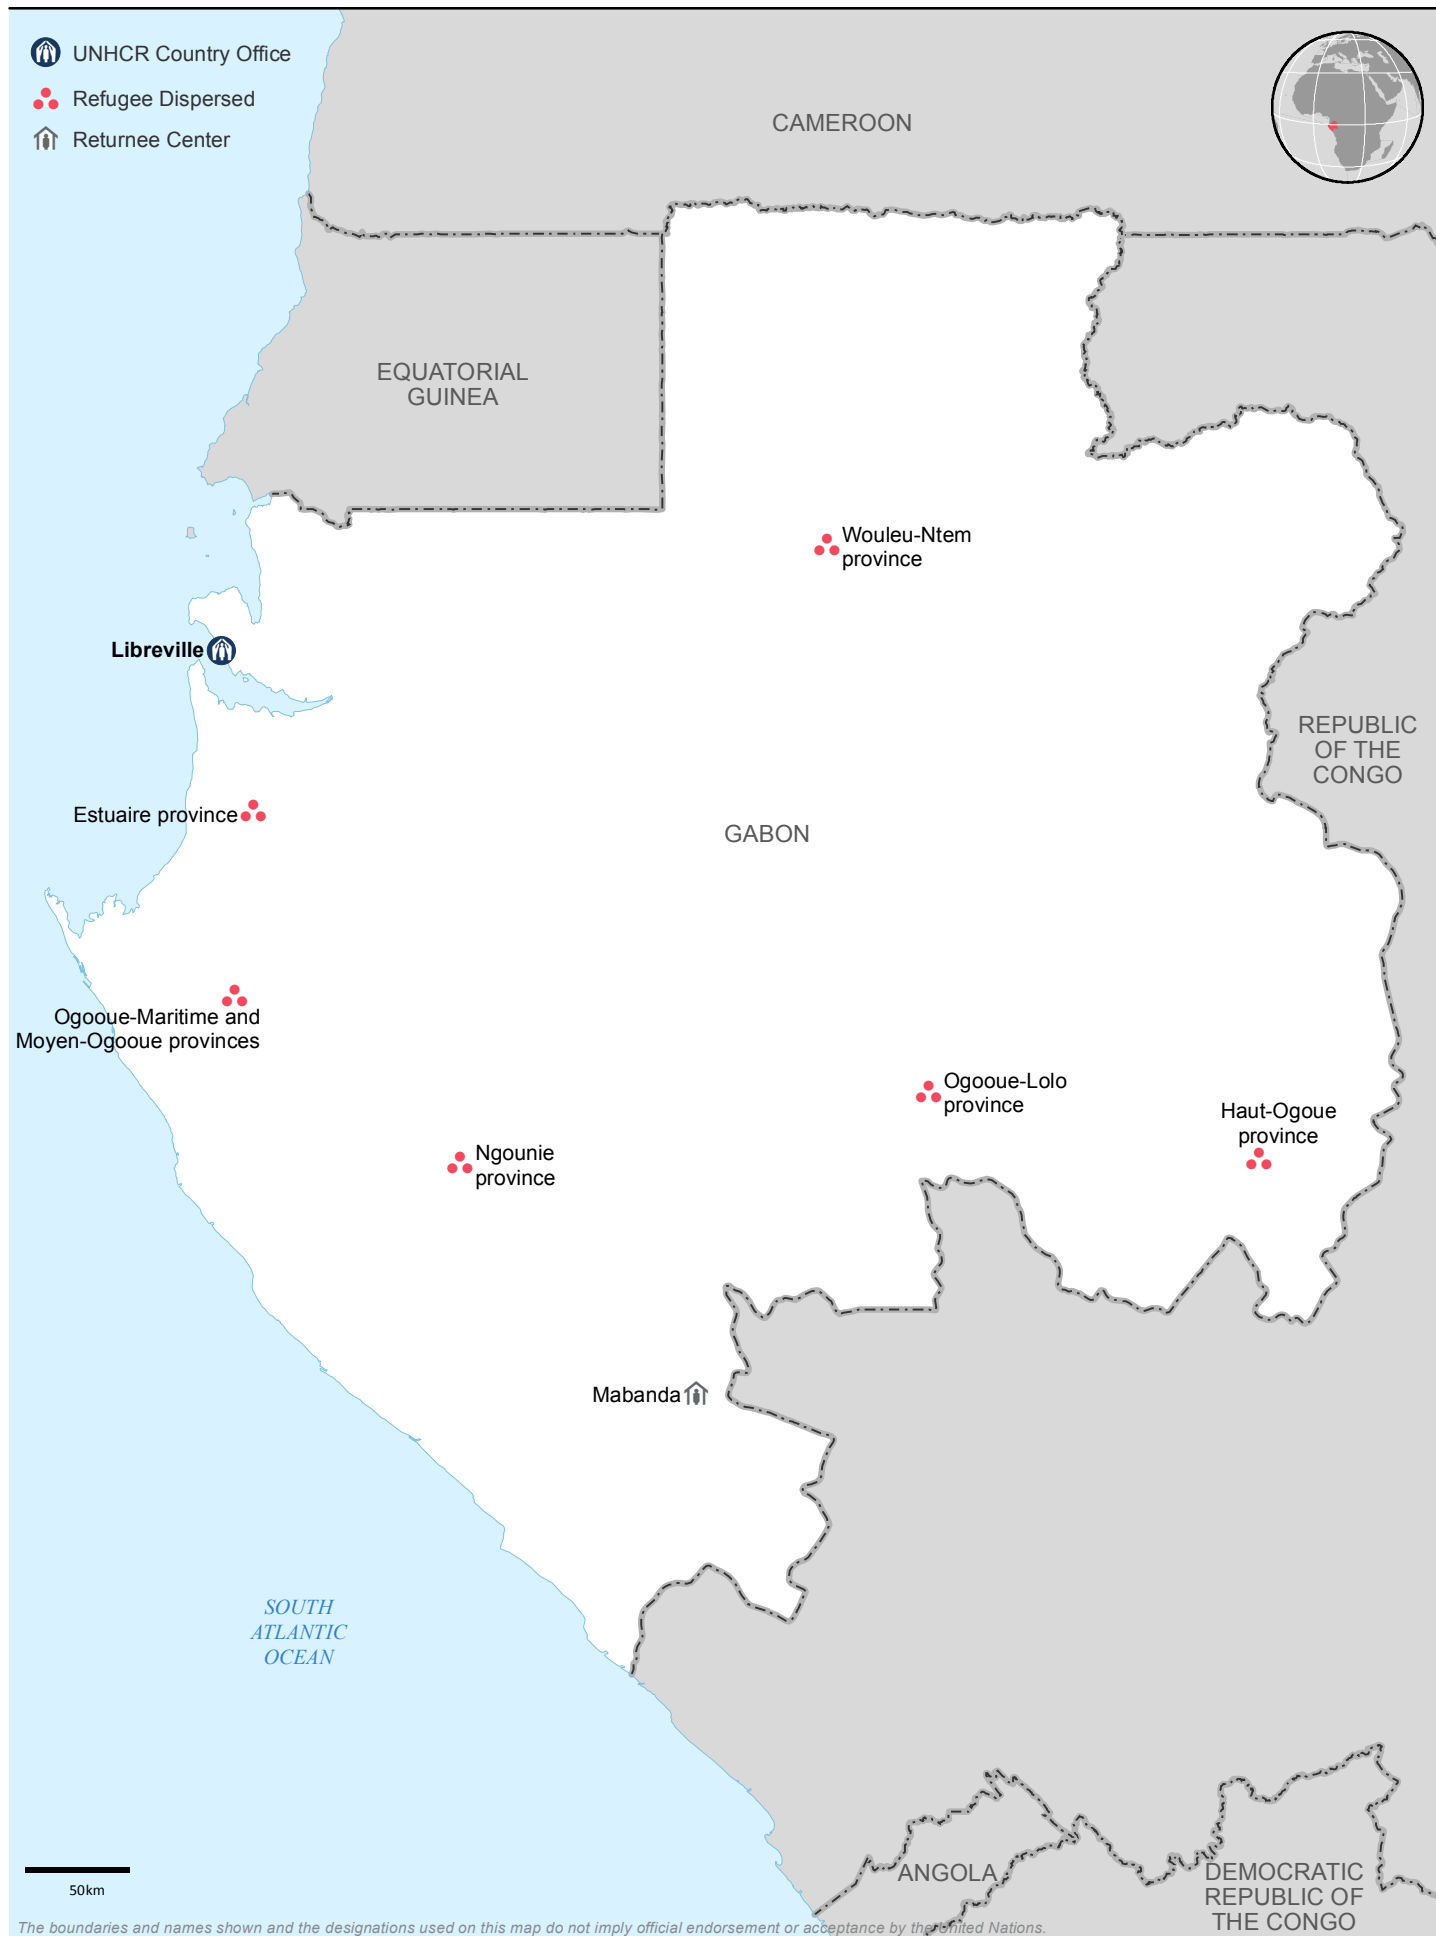 UNHCR Country Office
Refugee Dispersed
Returnee Center
CAMEROON
EQUATORIAL
GUINEA
Wouleu-Ntem
province
Libreville
REPUBLIC
OF THE
CONGO
Estuaire province
GABON
Ogooue-Maritime and
Moyen-Ogooue provinces
Ogooue-Lolo
province
Haut-Ogoue
province
Ngounie
province
Mabanda
SOUTH
ATLANTIC
OCEAN
ANGOLA
DEMOCRATIC
REPUBLIC OF
THE CONGO
50km
The boundaries and names shown and the designations used on this map do not imply official endorsement or acceptance by the United Nations.